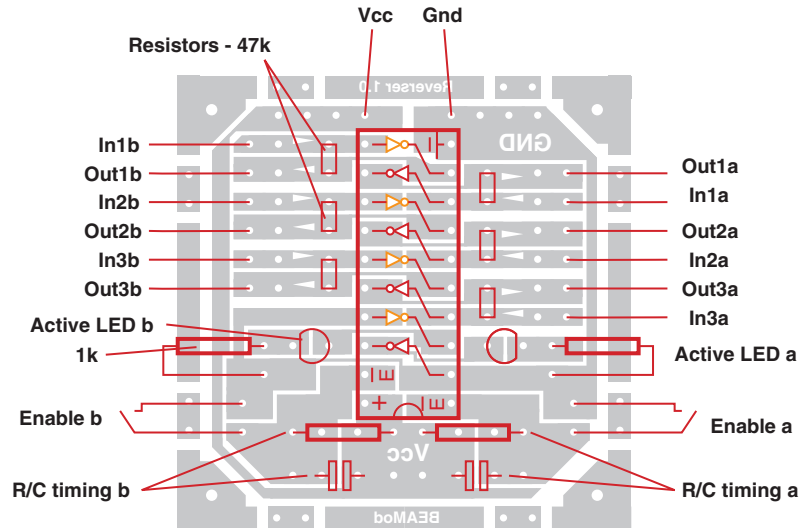 Vcc
Gnd
Resistors - 47k
Reverser 1.0
GND
In1b
Out1b
In2b
Out2b
In3b
Out3b
Active LED b
1k
Enable b
R/C timing b
Out1a
In1a
Out2a
In2a
Out3a
In3a
Active LED a
Enable a
R/C timing a
E
+
E
Vcc
BEAMod